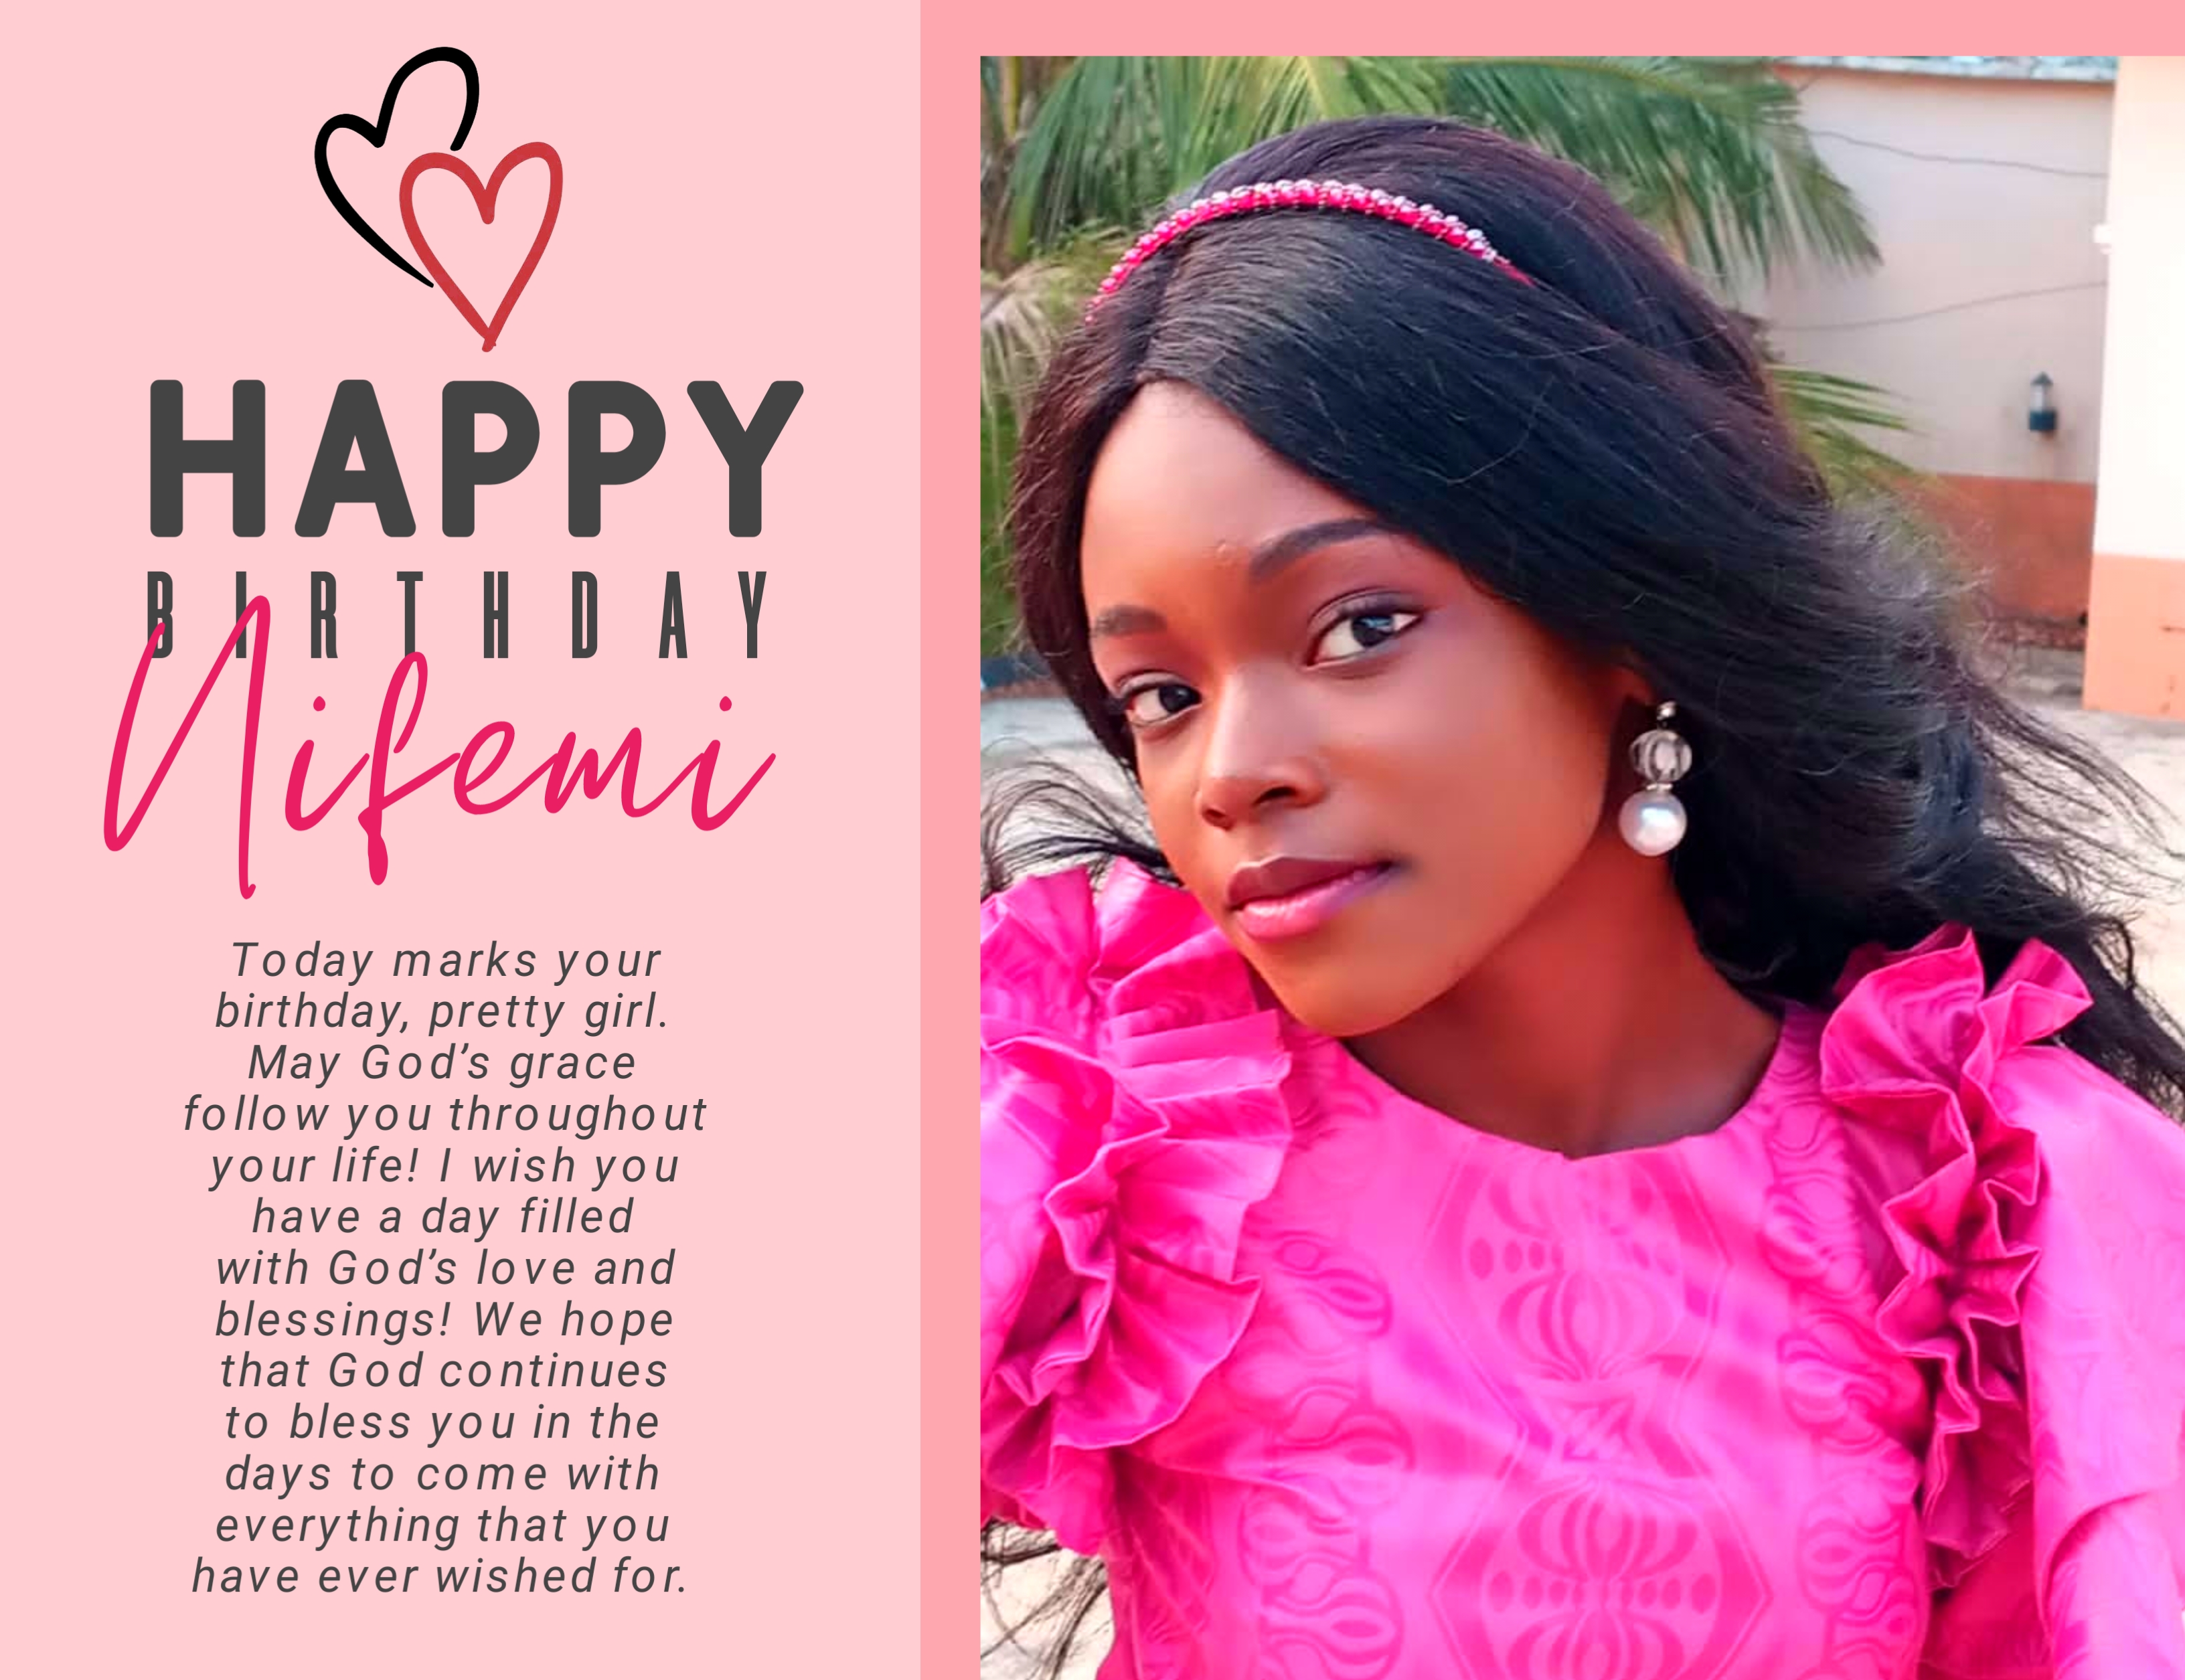 HAPPY
BIRTHDAY
Nifemi
Today marks your
birthday, pretty girl.
May God’s grace
follow you throughout
your life! I wish you
have a day filled
with God’s love and
blessings! We hope
that God continues
to bless you in the
days to come with
everything that you
have ever wished for.